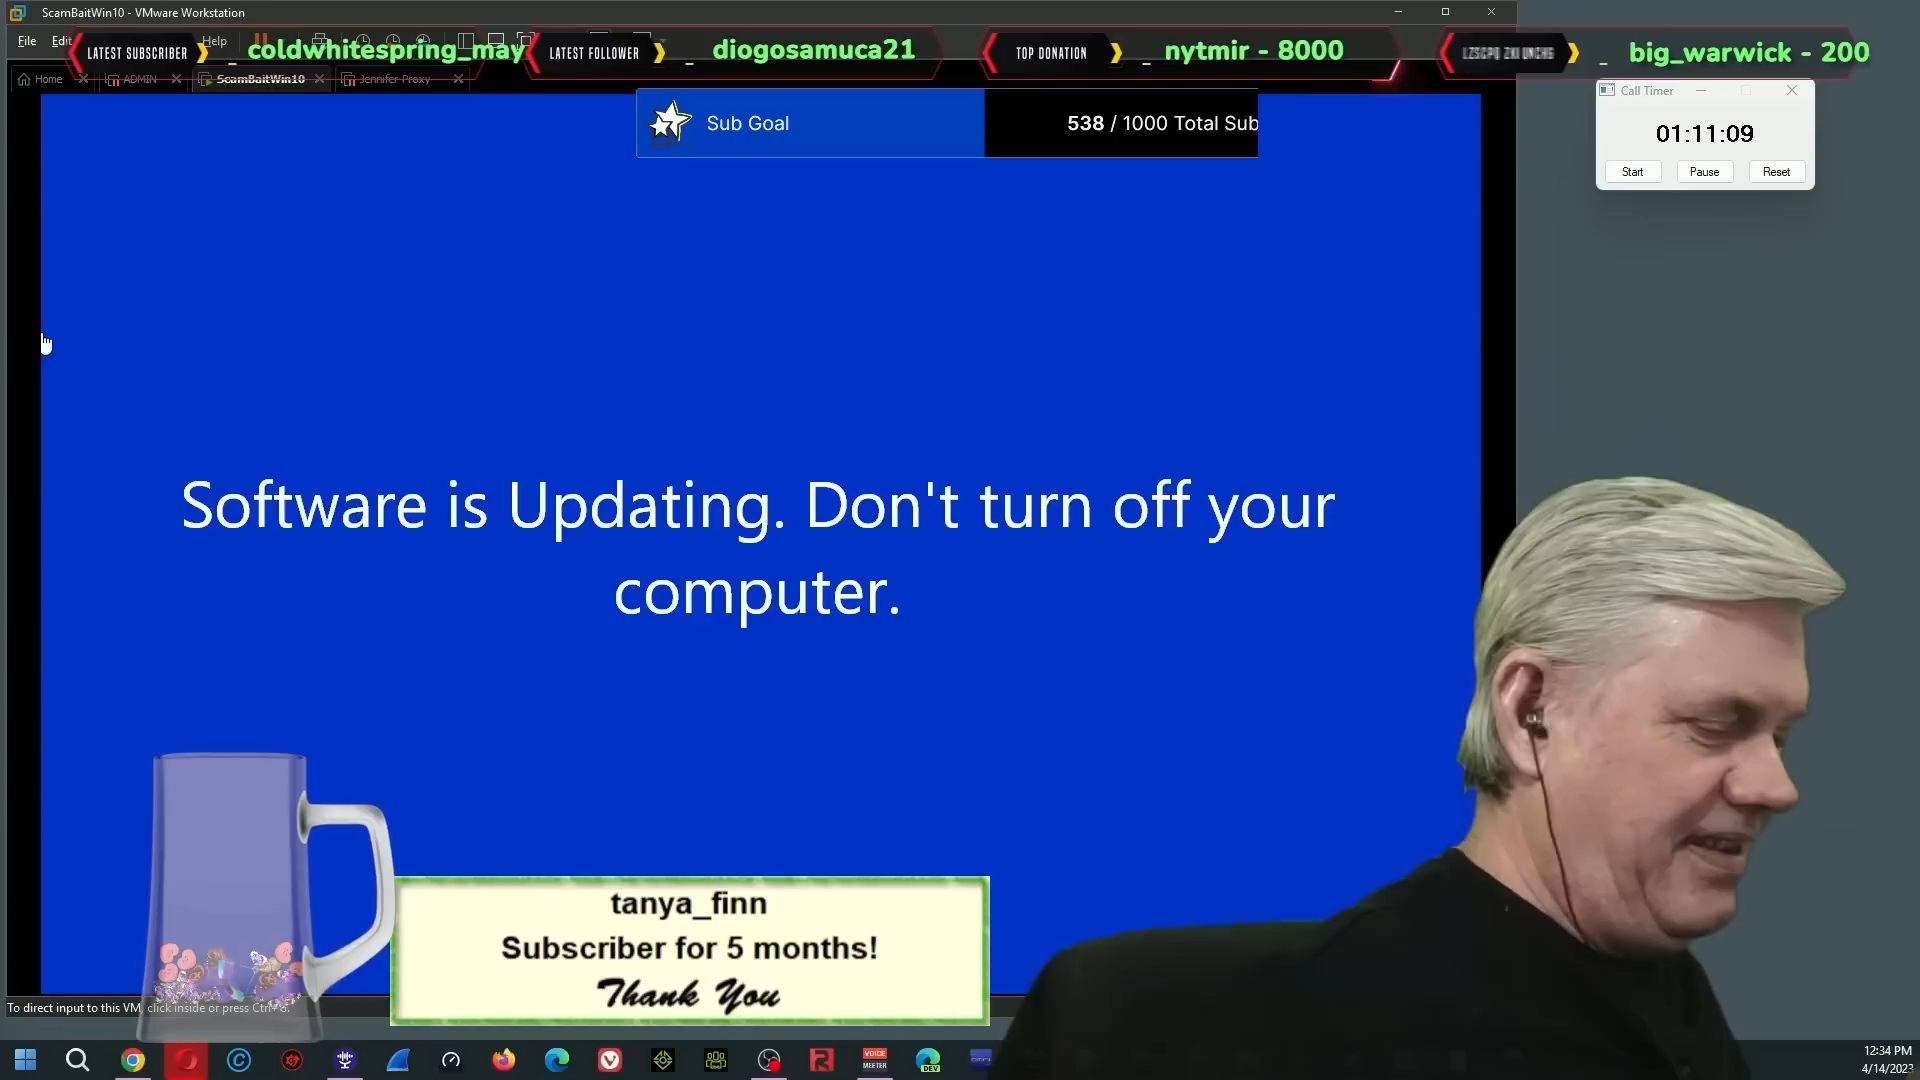 ScamBaitWin10 - VMware Workstation
File Edit Help
LATEST SUBSCRIBER _ coldwhitespring_may
LATEST FOLLOWER _ diogosamuca21
TOP DONATION _ nytmir - 8000
_ big_warwick - 200
Home ADMIN ScamBaitWin10 Jennifer Proxy
Sub Goal 538 / 1000 Total Sub
Call Timer
01:11:09
Start Pause Reset
Software is Updating. Don't turn off your
computer.
tanya_finn
Subscriber for 5 months!
Thank You
To direct input to this VM, click inside or press Ctrl+G.
VOICE
MEETER
DEV
12:34 PM
4/14/2023